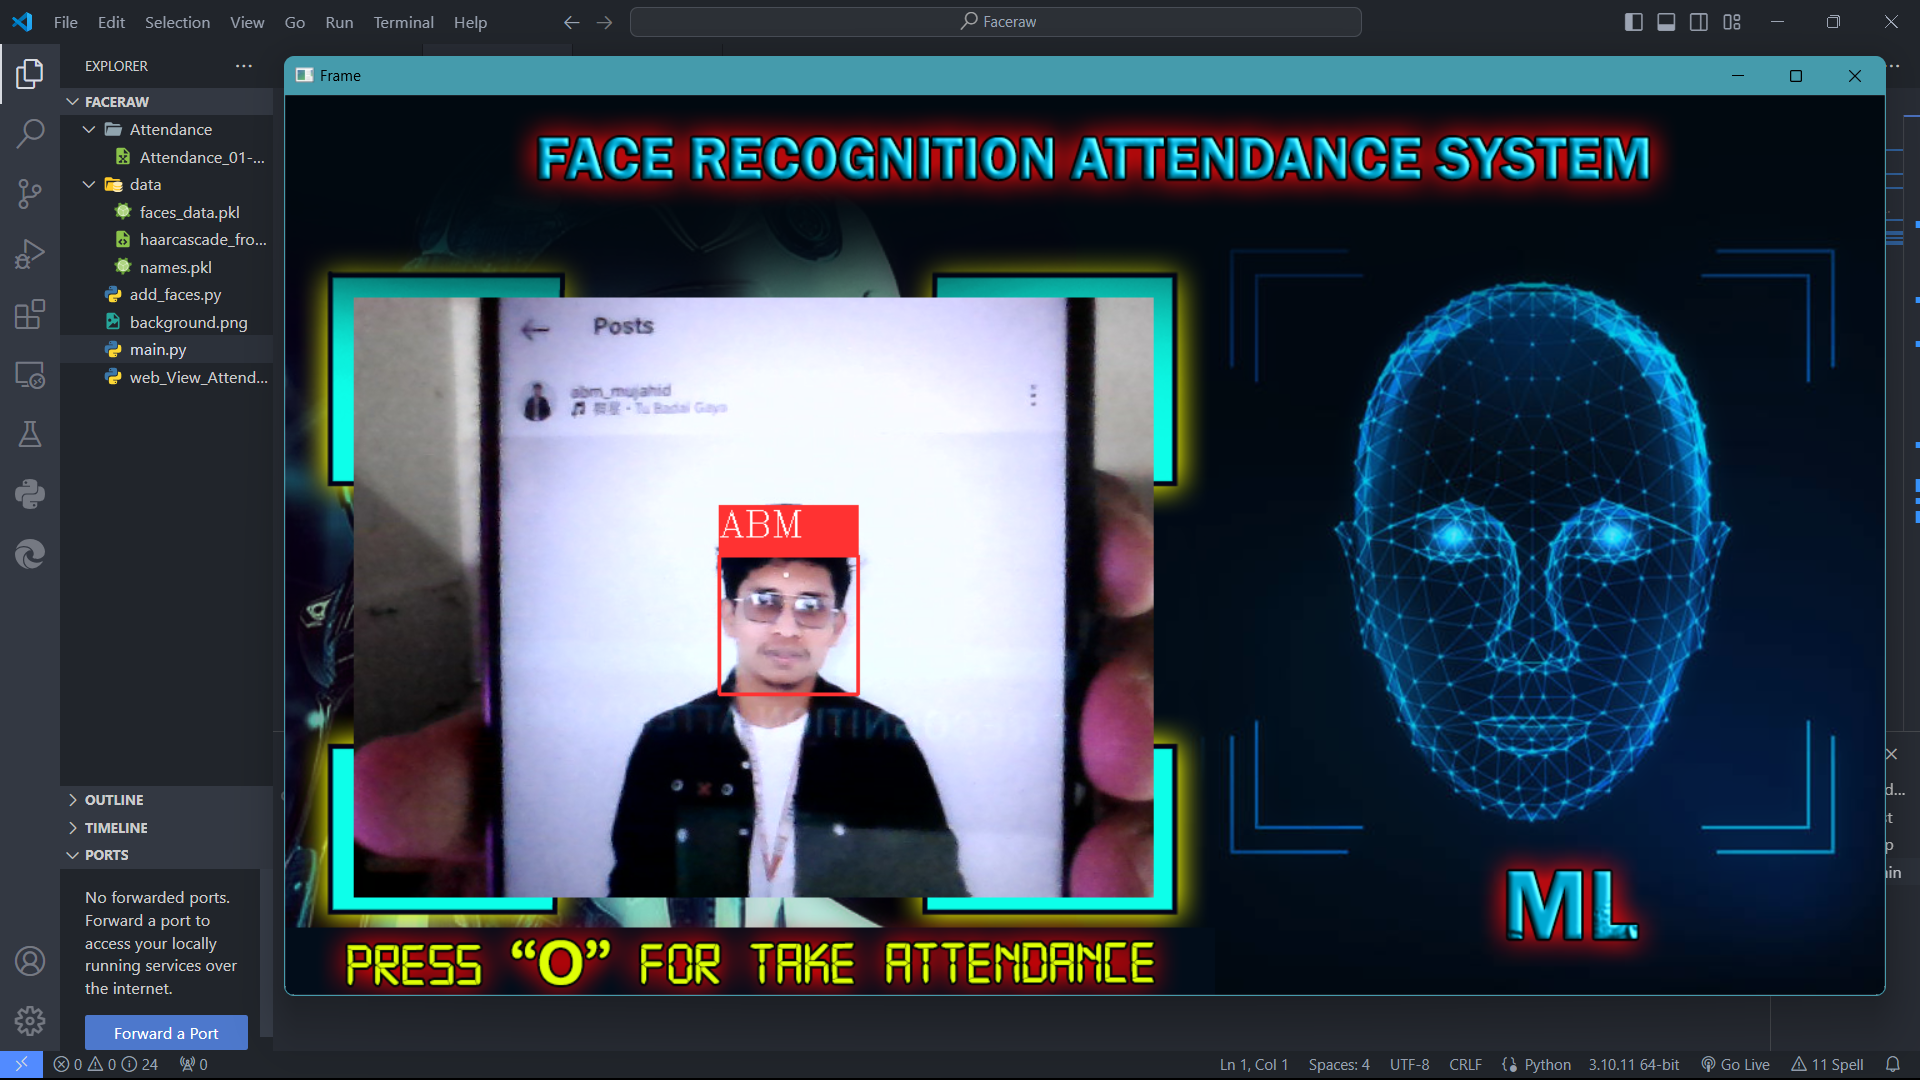 File Edit Selection View Go Run Terminal Help
Faceraw
EXPLORER
FACERAW
Attendance
Attendance_01-...
data
faces_data.pkl
haarcascade_fro...
names.pkl
add_faces.py
background.png
main.py
web_View_Attend...
OUTLINE
TIMELINE
PORTS
No forwarded ports.
Forward a port to
access your locally
running services over
the internet.
Forward a Port
Frame
FACE RECOGNITION ATTENDANCE SYSTEM
Posts
abm_mujahid
Tu Badal Gayo
ABM
ML
PRESS “O” FOR TAKE ATTENDANCE
d...
st
p
ain
0 0 24 0
Ln 1, Col 1 Spaces: 4 UTF-8 CRLF Python 3.10.11 64-bit Go Live 11 Spell